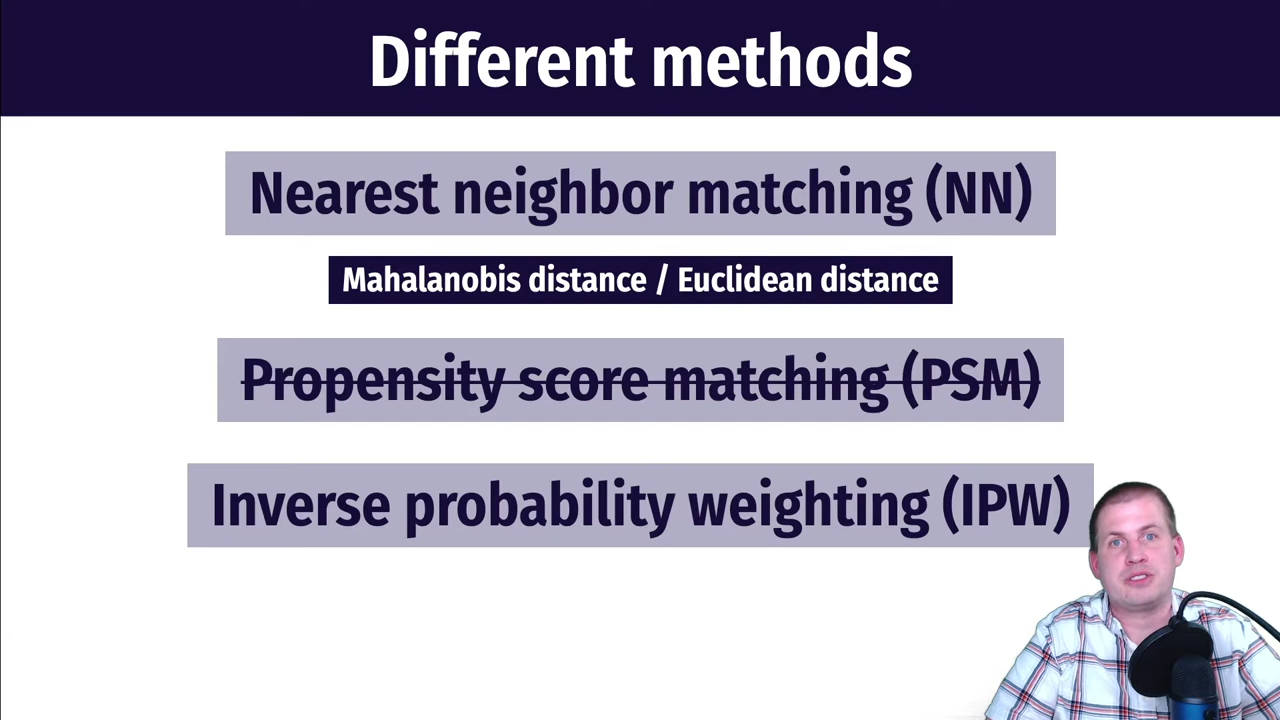 Different methods
Nearest neighbor matching (NN)
Mahalanobis distance / Euclidean distance
Propensity score matching (PSM)
Inverse probability weighting (IPW)